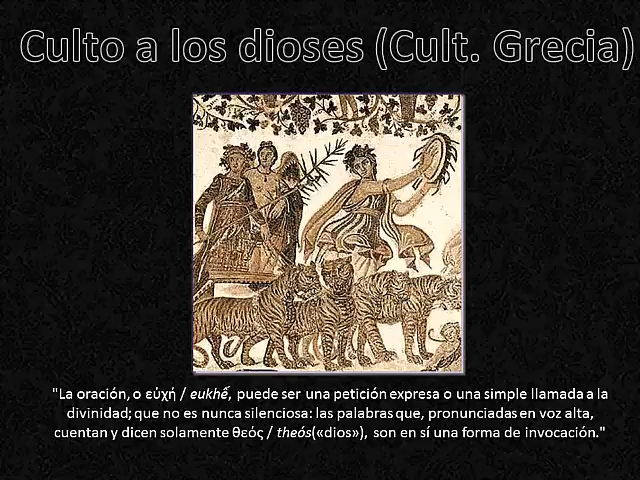 Culto a los dioses (Cult. Grecia)
"La oración, o εὐχή / eukhế, puede ser una petición expresa o una simple llamada a la
divinidad; que no es nunca silenciosa: las palabras que, pronunciadas en voz alta,
cuentan y dicen solamente θεός / theós(«dios»), son en sí una forma de invocación."